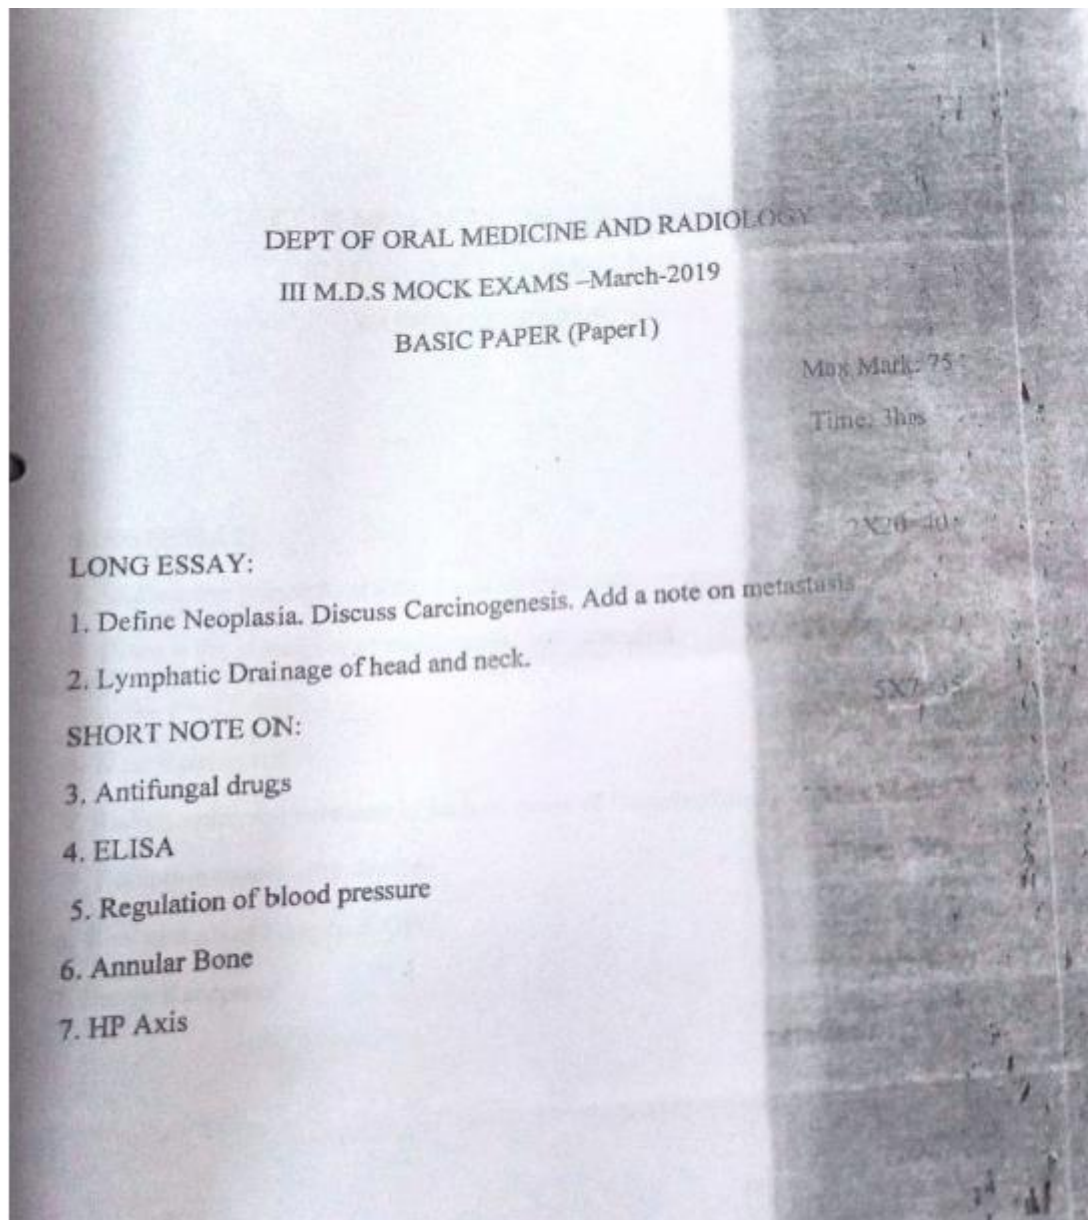 DEPT OF ORAL MEDICINE AND RADIOLOGY
III M.D.S MOCK EXAMS –March-2019
BASIC PAPER (Paper1)
Max Mark: 75
Time: 3hrs
2X20=40
LONG ESSAY:
1. Define Neoplasia. Discuss Carcinogenesis. Add a note on metastasis
2. Lymphatic Drainage of head and neck.
5X7=35
SHORT NOTE ON:
3. Antifungal drugs
4. ELISA
5. Regulation of blood pressure
6. Annular Bone
7. HP Axis